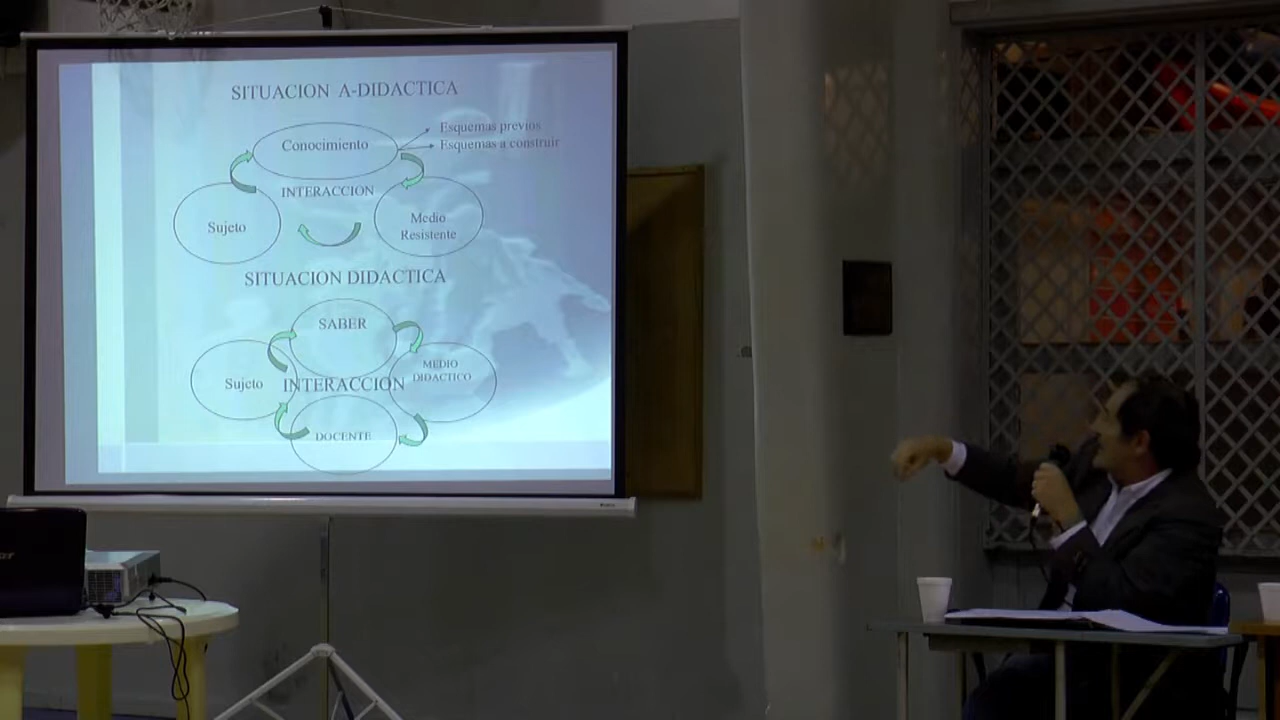 SITUACION A-DIDACTICA
Conocimiento
Esquemas previos
Esquemas a construir
INTERACCION
Sujeto
Medio
Resistente
SITUACION DIDACTICA
SABER
Sujeto
INTERACCION
MEDIO
DIDACTICO
DOCENTE